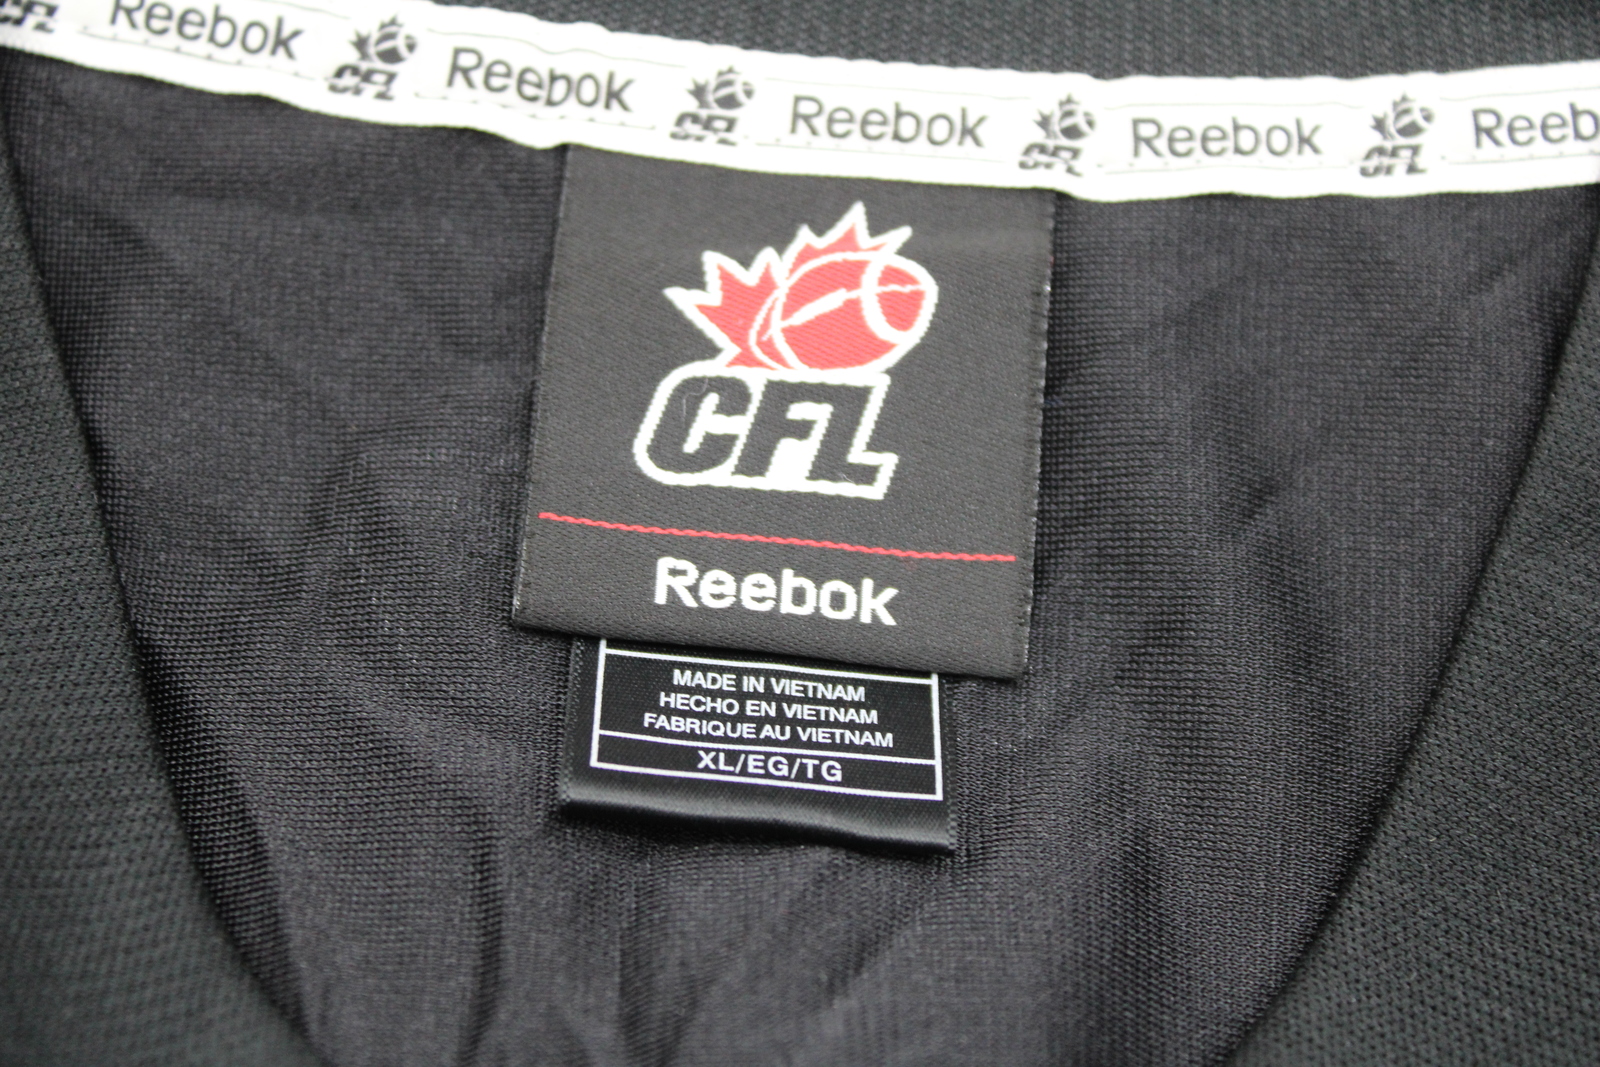 CFL Reebok CFL Reebok CFL Reebok CFL Reebok CFL Reeb
CFL
Reebok
MADE IN VIETNAM
HECHO EN VIETNAM
FABRIQUE AU VIETNAM
XL/EG/TG